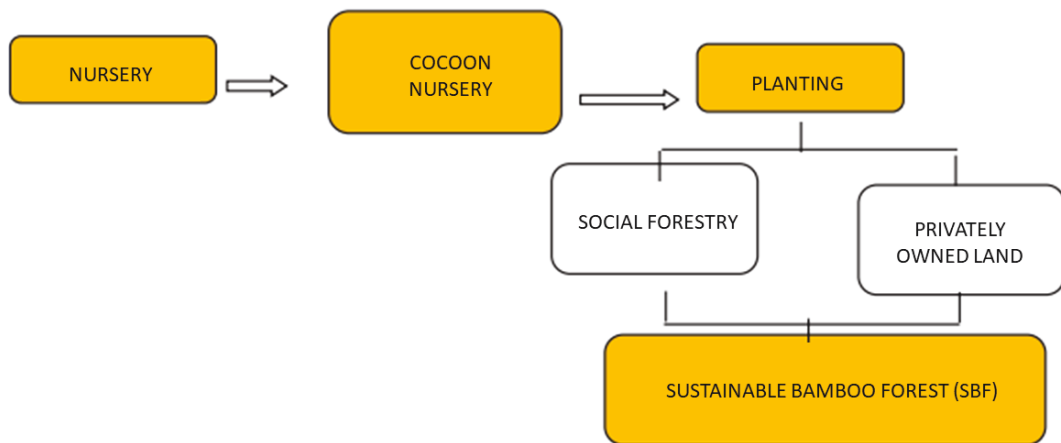 NURSERY
COCOON
NURSERY
PLANTING
SOCIAL FORESTRY
PRIVATELY
OWNED LAND
SUSTAINABLE BAMBOO FOREST (SBF)